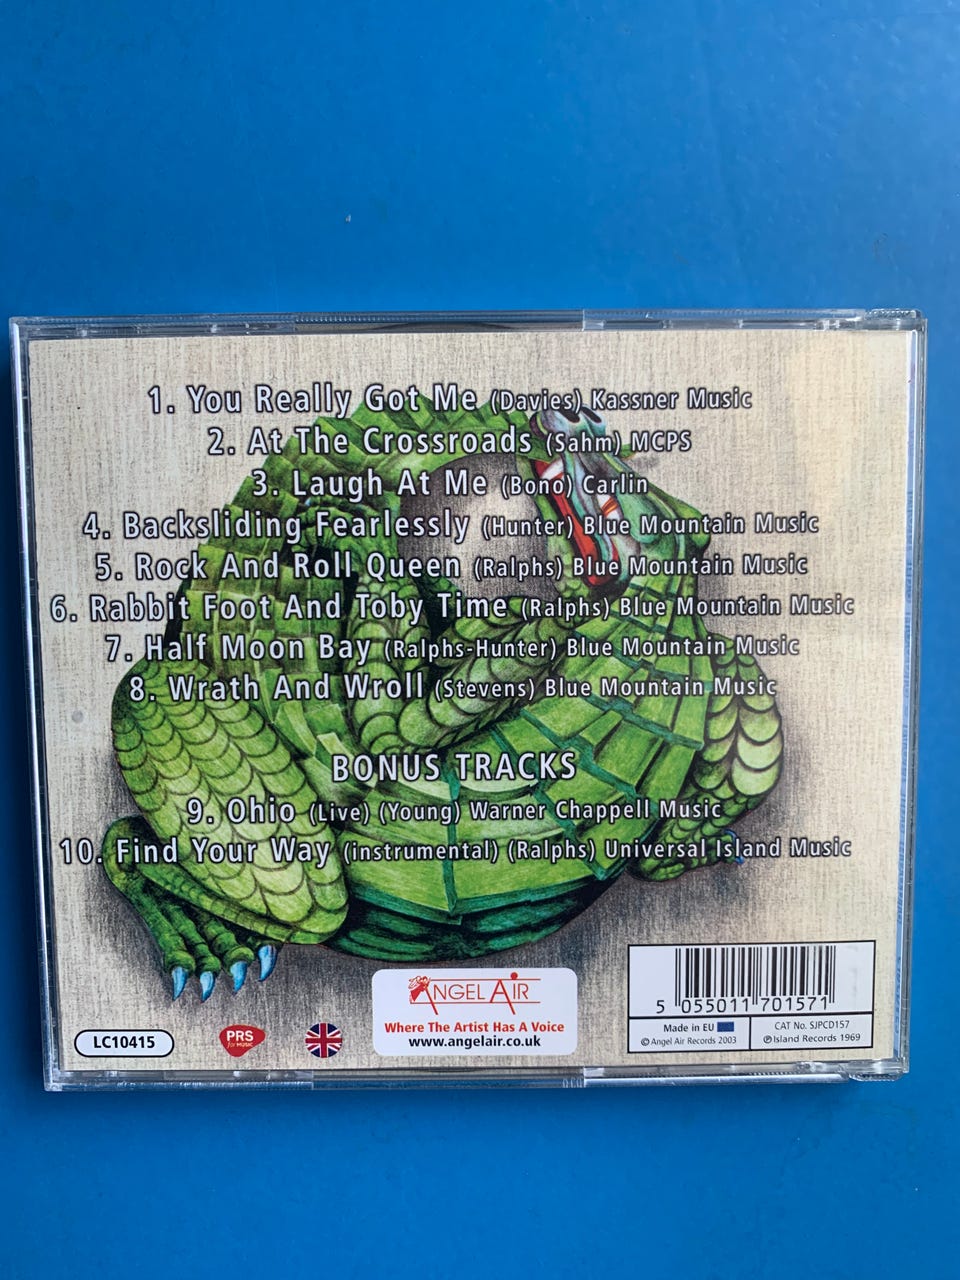 1. You Really Got Me (Davies) Kassner Music
2. At The Crossroads (Sahm) MCPS
3. Laugh At Me (Bono) Carlin
4. Backsliding Fearlessly (Hunter) Blue Mountain Music
5. Rock And Roll Queen (Ralphs) Blue Mountain Music
6. Rabbit Foot And Toby Time (Ralphs) Blue Mountain Music
7. Half Moon Bay (Ralphs-Hunter) Blue Mountain Music
8. Wrath And Wroll (Stevens) Blue Mountain Music
BONUS TRACKS
9. Ohio (Live) (Young) Warner Chappell Music
10. Find Your Way (instrumental) (Ralphs) Universal Island Music
LC10415
PRS
for MUSIC
ANGEL AIR
Where The Artist Has A Voice
www.angelair.co.uk
5 055011 701571
Made in EU
© Angel Air Records 2003
CAT No. SJPCD157
℗ Island Records 1969